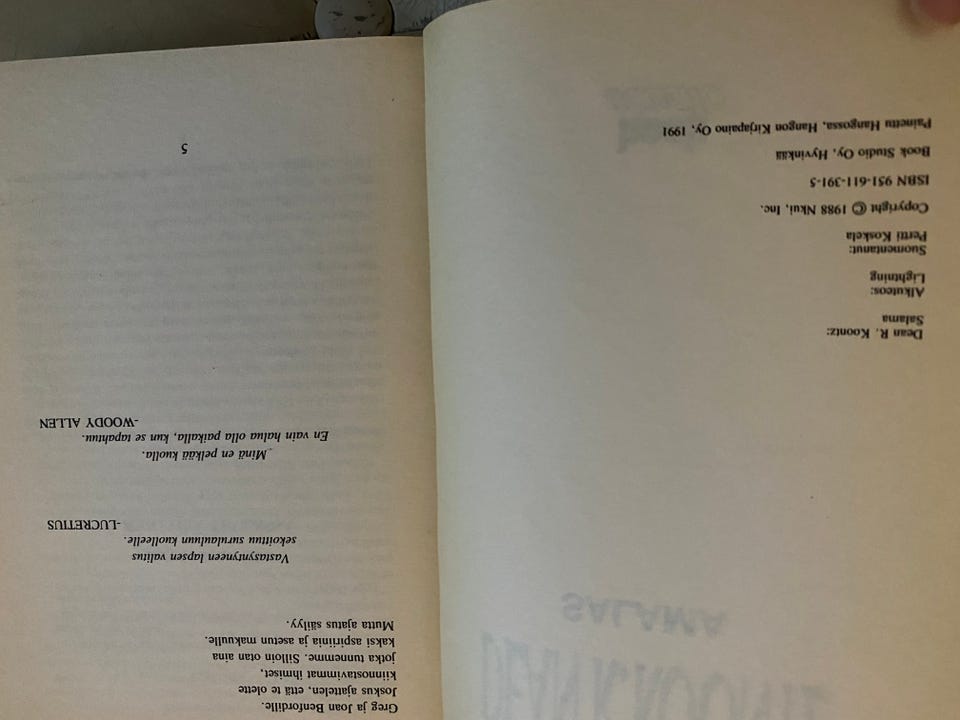 Dean R. Koontz:
Salama
Alkuteos:
Lightning
Suomentanut:
Pertti Koskela
Copyright © 1988 Nkui, Inc.
ISBN 951-611-391-5
Book Studio Oy, Hyvinkää
Painettu Hangossa, Hangon Kirjapaino Oy, 1991
SALAMA
Greg ja Joan Benfordille.
Joskus ajattelen, että te olette
kiinnostavimmat ihmiset,
jotka tunnemme. Silloin otan aina
kaksi aspiriinia ja asetun makuulle.
Mutta ajatus säilyy.
Vastasyntyneen lapsen valitus
sekoittuu surulauluun kuolleelle.
-LUCRETIUS
Minä en pelkää kuolla.
En vain halua olla paikalla, kun se tapahtuu.
-WOODY ALLEN
5